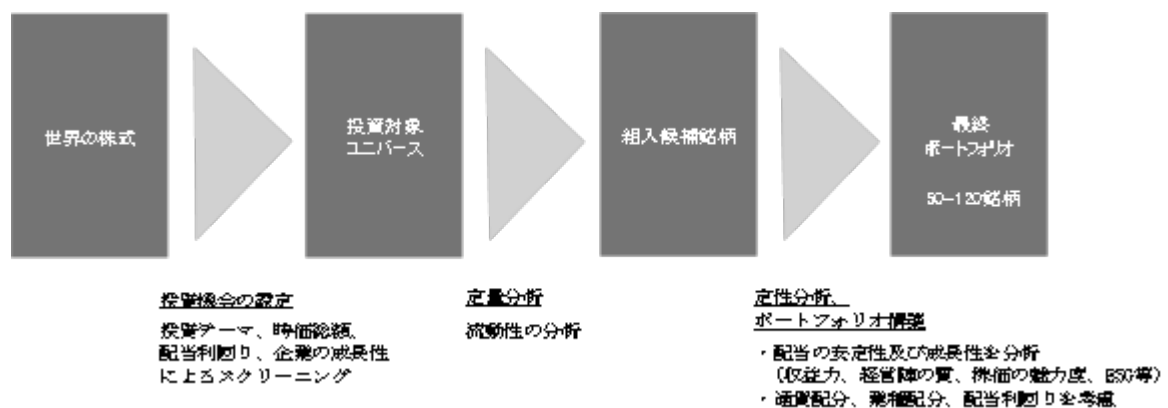 世界の株式
投資対象
ユニバース
組入候補銘柄
最終
ポートフォリオ
50-120銘柄
投資機会の設定
投資テーマ、時価総額、
配当利回り、企業の成長性
によるスクリーニング
定量分析
流動性の分析
定性分析、
ポートフォリオ構築
・配当の安定性及び成長性を分析
（収益力、経営陣の質、株価の魅力度、ESG等）
・通貨配分、業種配分、配当利回りを考慮